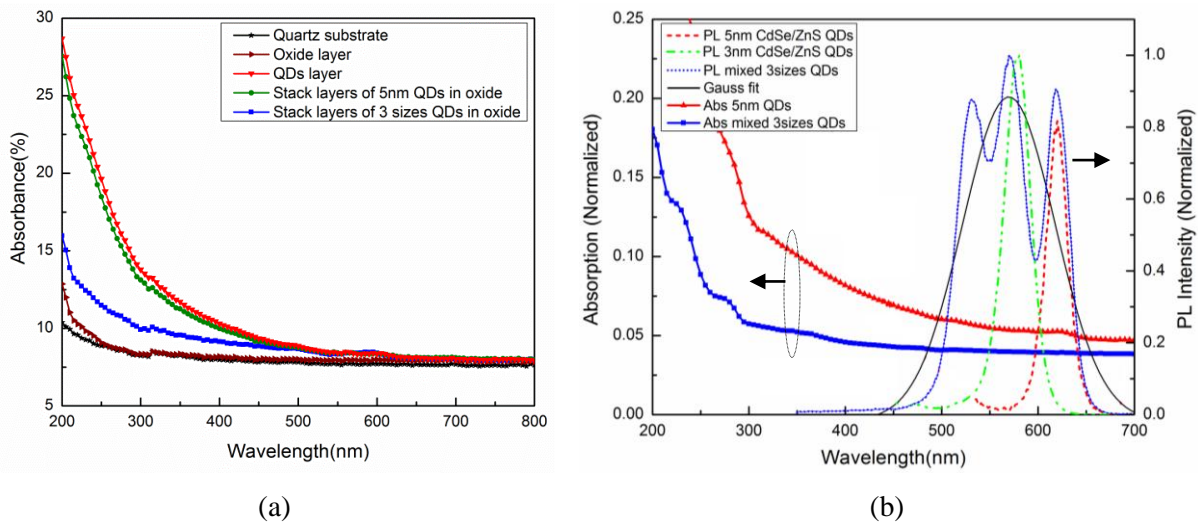 30%
25
20
15
10
5
Absorbance(%)
200 300 400 500 600 700 800
Wavelength(nm)
Quartz substrate
Oxide layer
QDs layer
Stack layers of 5nm QDs in oxide
Stack layers of 3 sizes QDs in oxide
(a)
0.25
0.20
0.15
0.10
0.05
0.00
Absorption (Normalized)
PL 5nm CdSe/ZnS QDs
PL 3nm CdSe/ZnS QDs
PL mixed 3sizes QDs
Gauss fit
Abs 5nm QDs
Abs mixed 3sizes QDs
200 300 400 500 600 700
Wavelength(nm)
1.0
0.8
0.6
0.4
0.2
0.0
PL Intensity (Normalized)
(b)